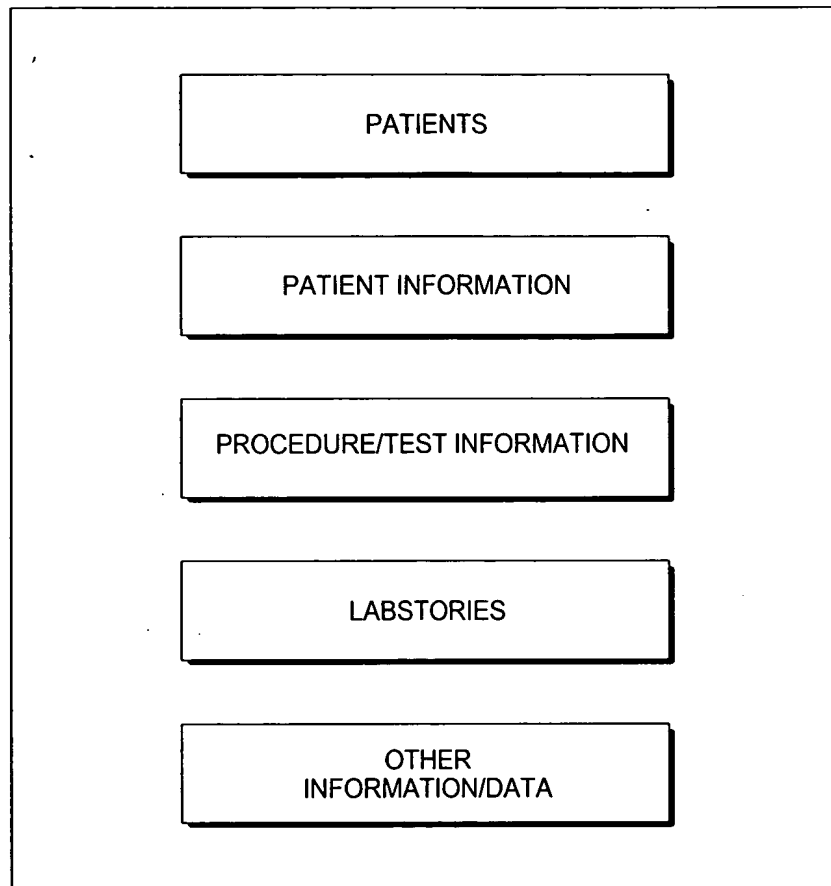 PATIENTS
PATIENT INFORMATION
PROCEDURE/TEST INFORMATION
LABSTORIES
OTHER
INFORMATION/DATA